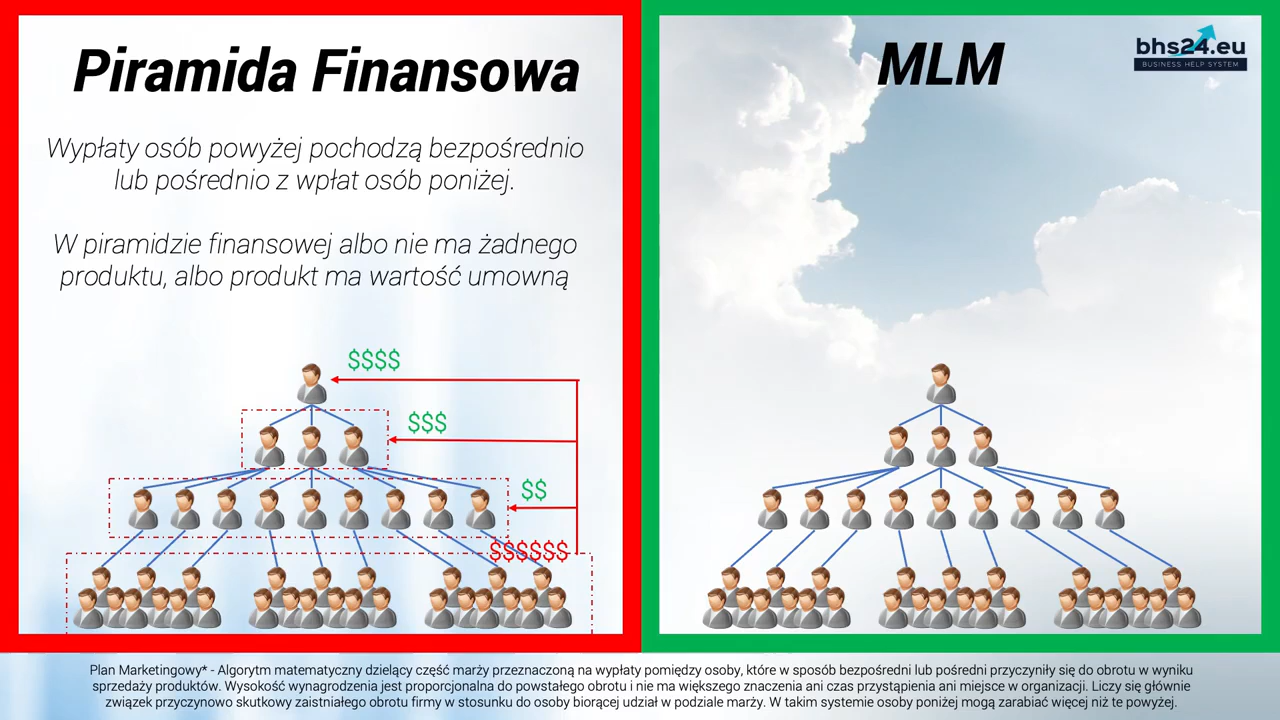 Piramida Finansowa
Wypłaty osób powyżej pochodzą bezpośrednio
lub pośrednio z wpłat osób poniżej.
W piramidzie finansowej albo nie ma żadnego
produktu, albo produkt ma wartość umowną
$$$$
$$$
$$
$$$$$$
MLM
bhs24.eu
BUSINESS HELP SYSTEM
Plan Marketingowy* - Algorytm matematyczny dzielący część marży przeznaczoną na wypłaty pomiędzy osoby, które w sposób bezpośredni lub pośredni przyczyniły się do obrotu w wyniku
sprzedaży produktów. Wysokość wynagrodzenia jest proporcjonalna do powstałego obrotu i nie ma większego znaczenia ani czas przystąpienia ani miejsce w organizacji. Liczy się głównie
związek przyczynowo skutkowy zaistniałego obrotu firmy w stosunku do osoby biorącej udział w podziale marży. W takim systemie osoby poniżej mogą zarabiać więcej niż te powyżej.